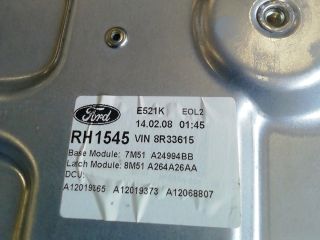 Ford
E521K EOL2
14.02.08 01:45
RH1545 VIN 8R33615
Base Module: 7M51 A24994BB
Latch Module: 8M51 A264A26AA
DCU:
A12019365 A12019373 A12068807